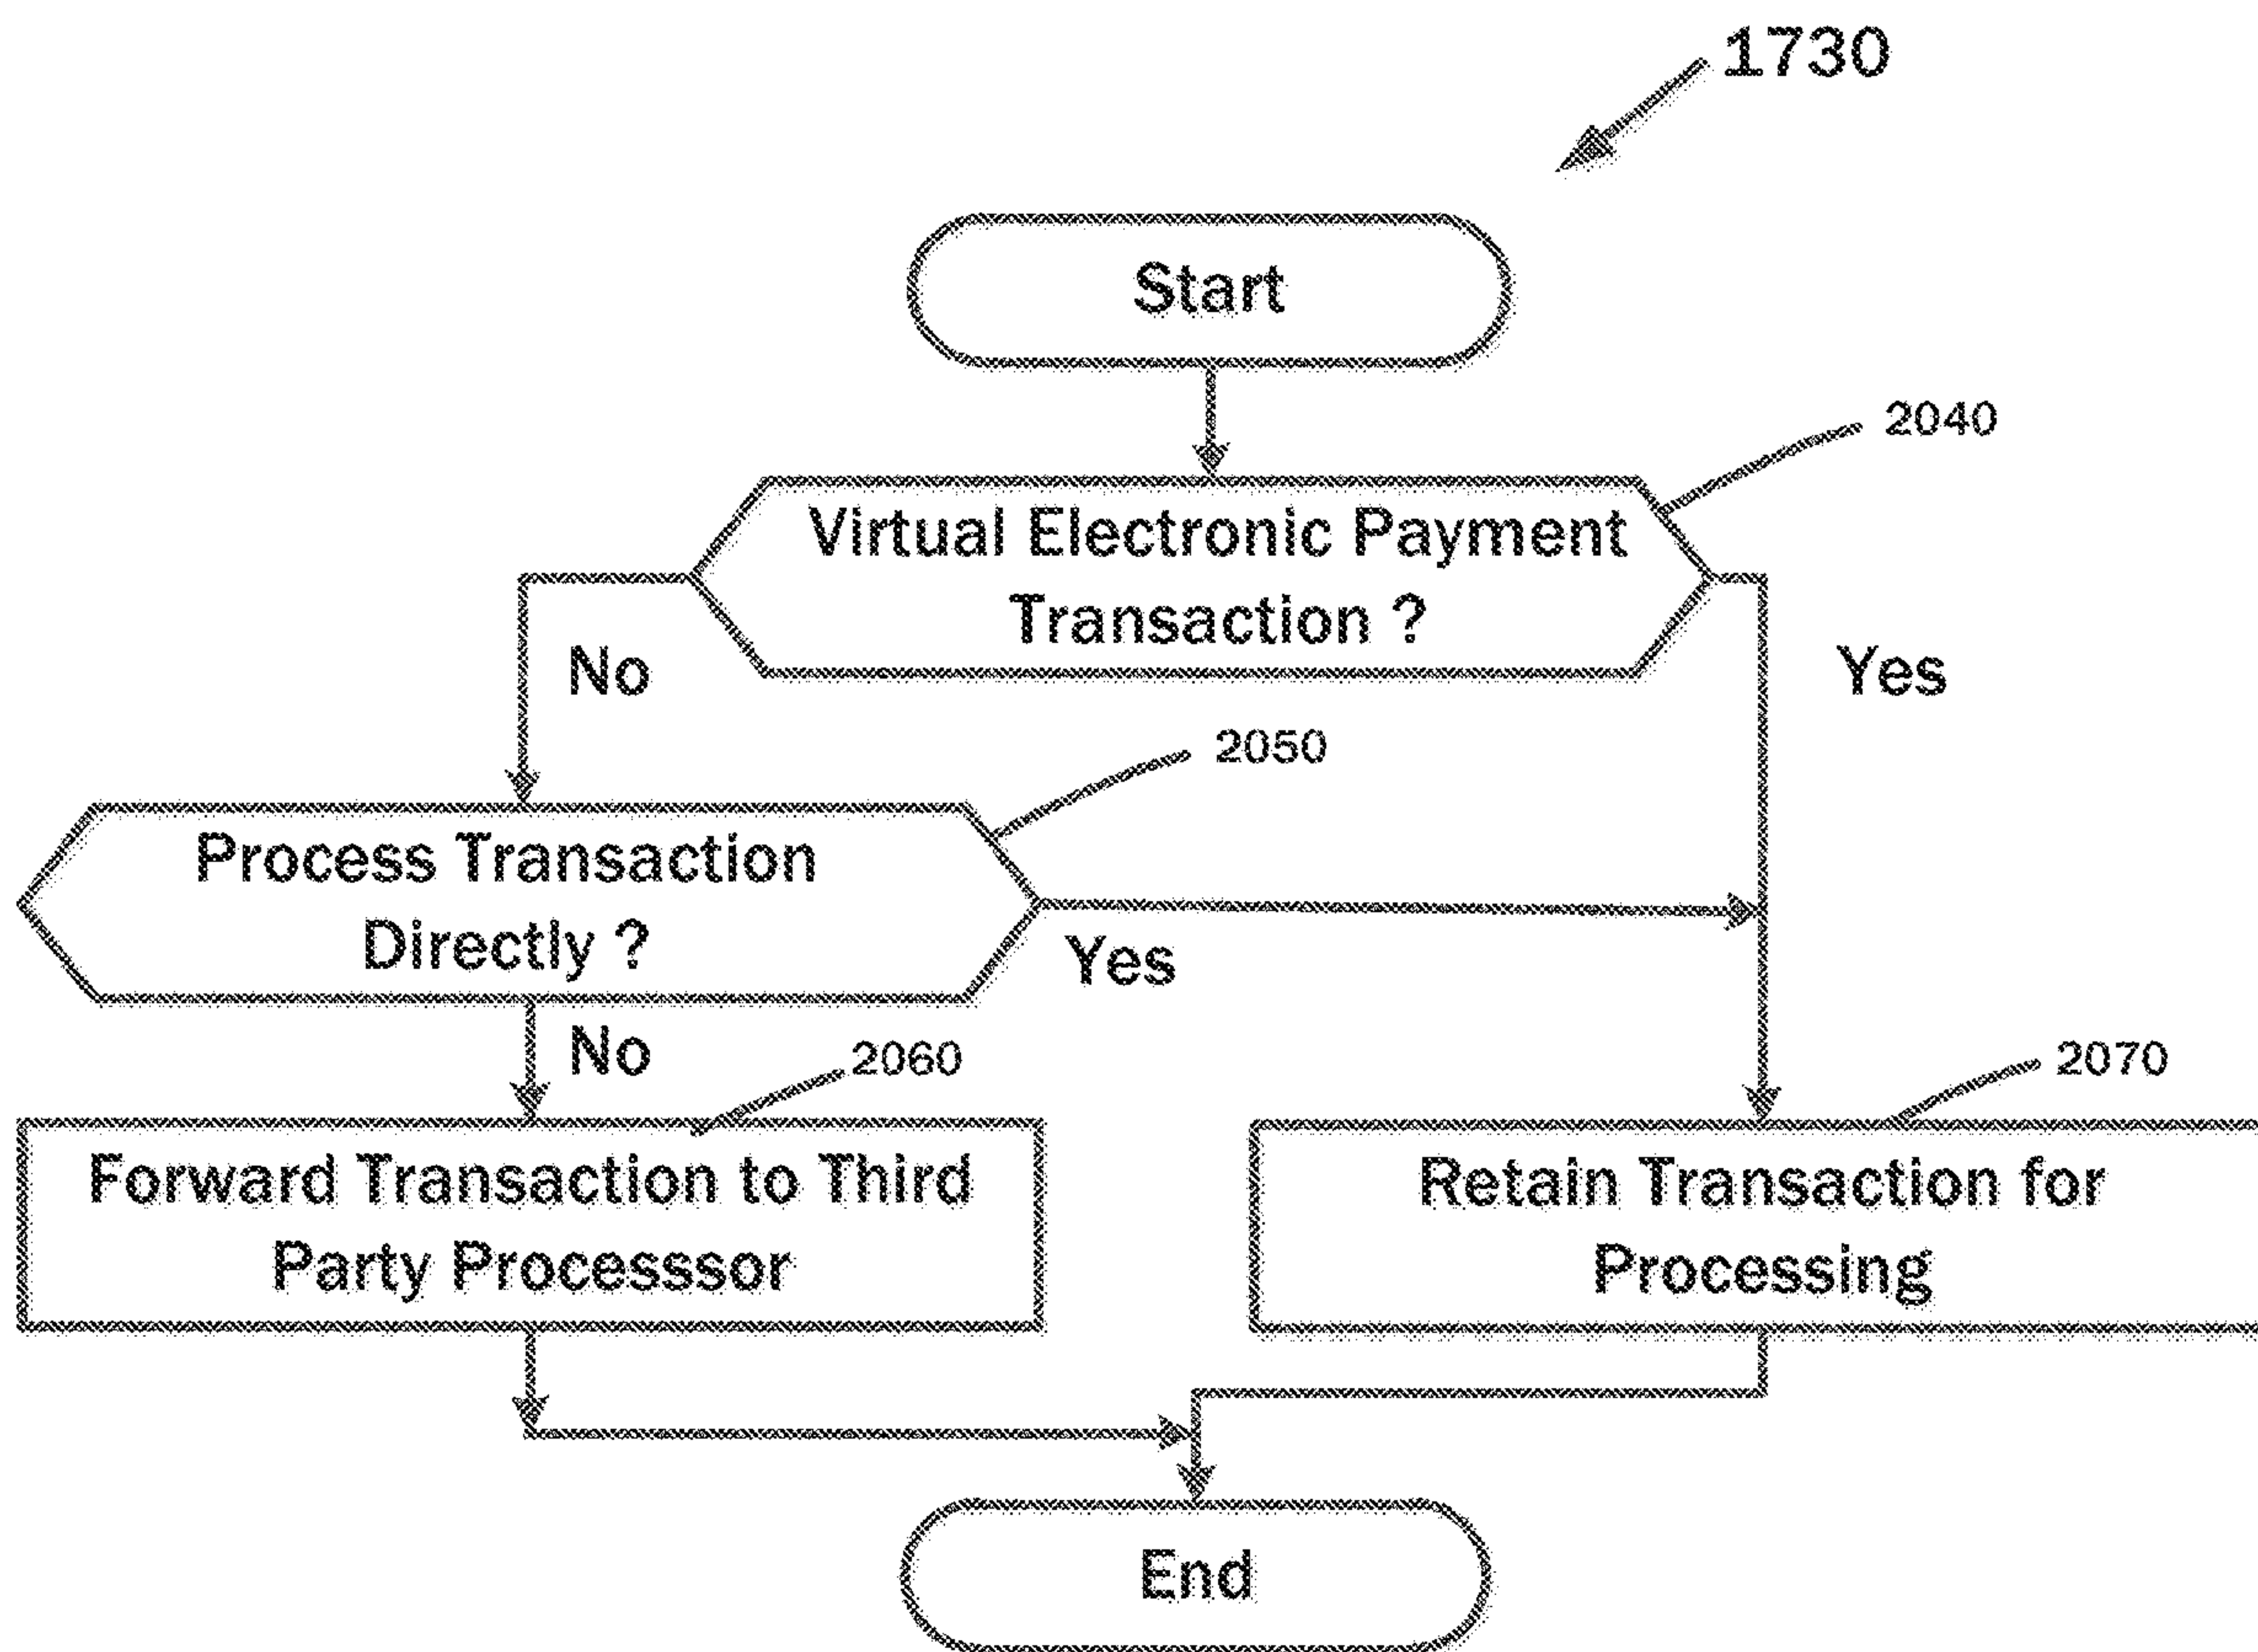 1730
Start
2040
Virtual Electronic Payment
Transaction ?
No
Yes
2050
Process Transaction
Directly ?
Yes
No
2060
2070
Forward Transaction to Third
Party Processsor
Retain Transaction for
Processing
End